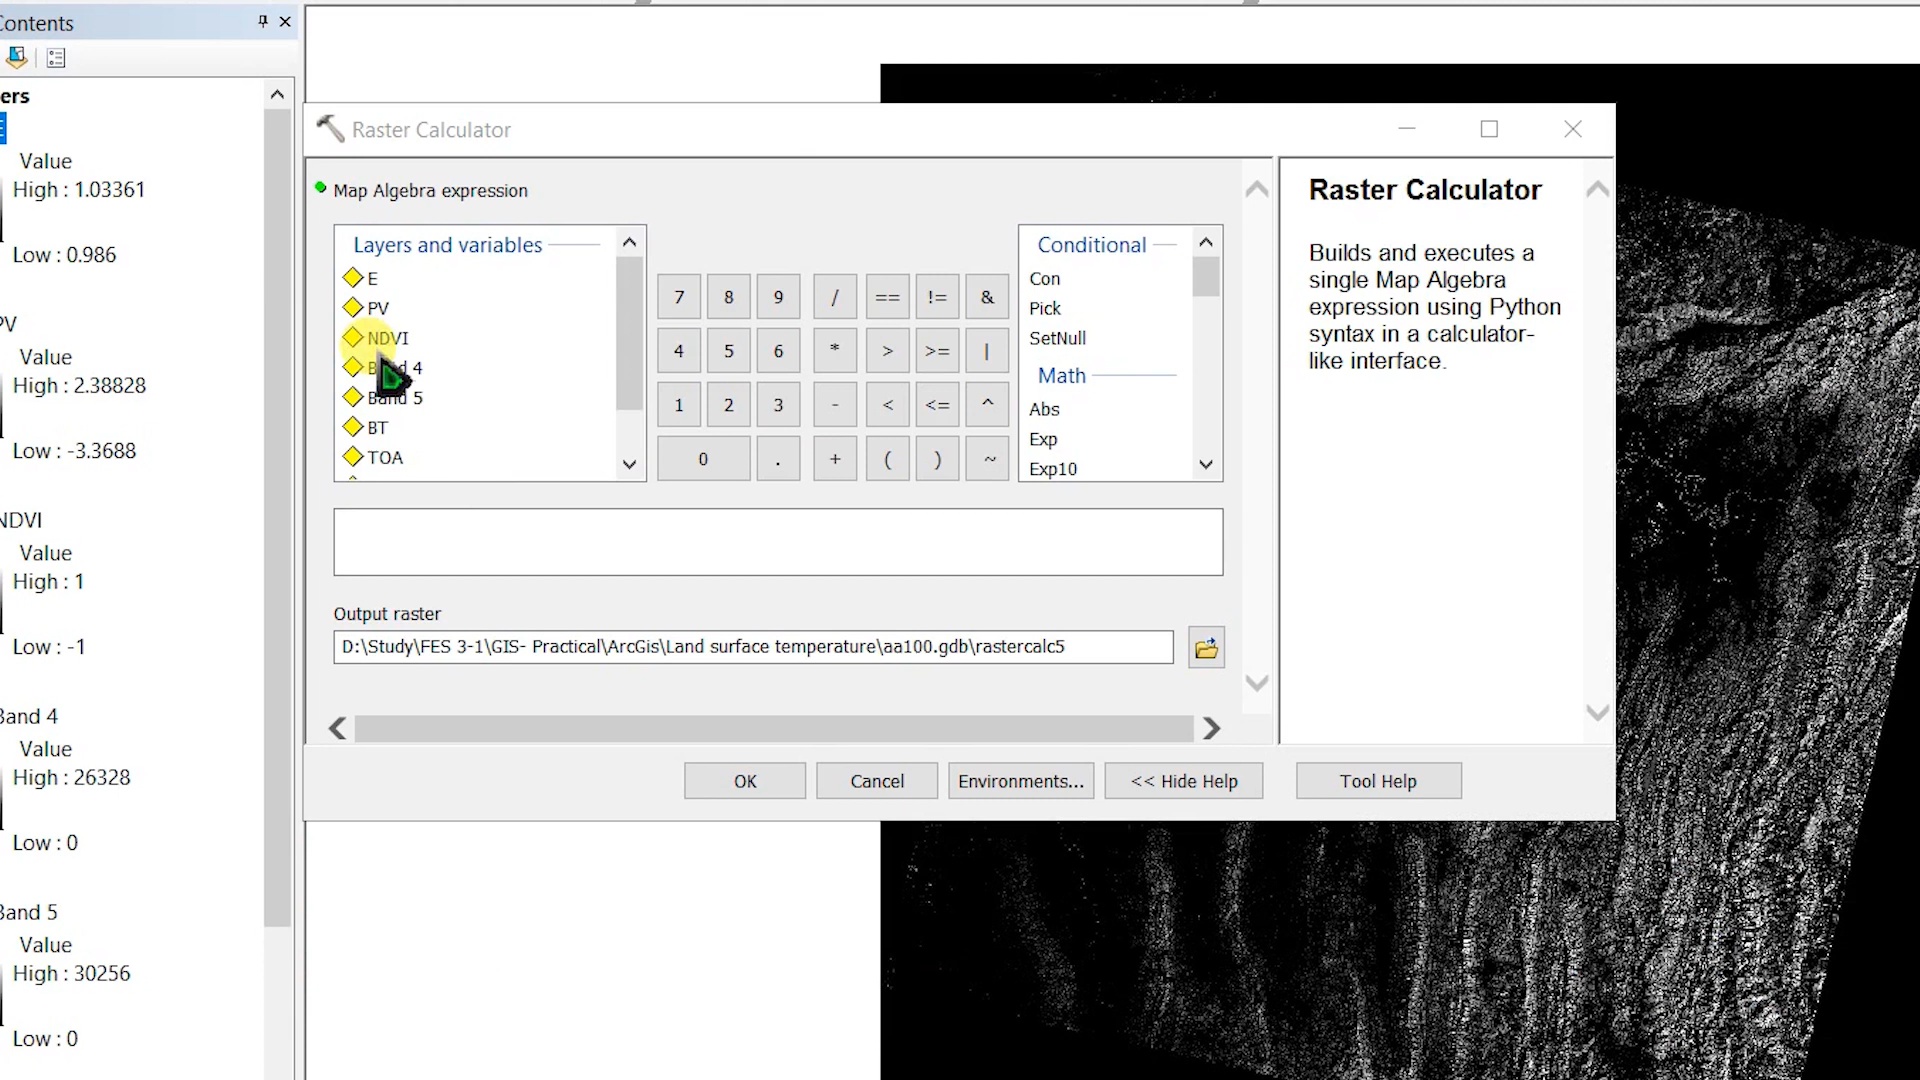 Contents
ers
Value
High : 1.03361
Low : 0.986
PV
Value
High : 2.38828
Low : -3.3688
NDVI
Value
High : 1
Low : -1
Band 4
Value
High : 26328
Low : 0
Band 5
Value
High : 30256
Low : 0
Raster Calculator
Map Algebra expression
Layers and variables
E
PV
NDVI
Band 4
Band 5
BT
TOA
7 8 9 / == != &
4 5 6 * > >= |
1 2 3 - < <= ^
0 . + ( ) ~
Conditional
Con
Pick
SetNull
Math
Abs
Exp
Exp10
Output raster
D:\Study\FES 3-1\GIS- Practical\ArcGis\Land surface temperature\aa100.gdb\rastercalc5
OK
Cancel
Environments...
<< Hide Help
Tool Help
Raster Calculator
Builds and executes a
single Map Algebra
expression using Python
syntax in a calculator-
like interface.